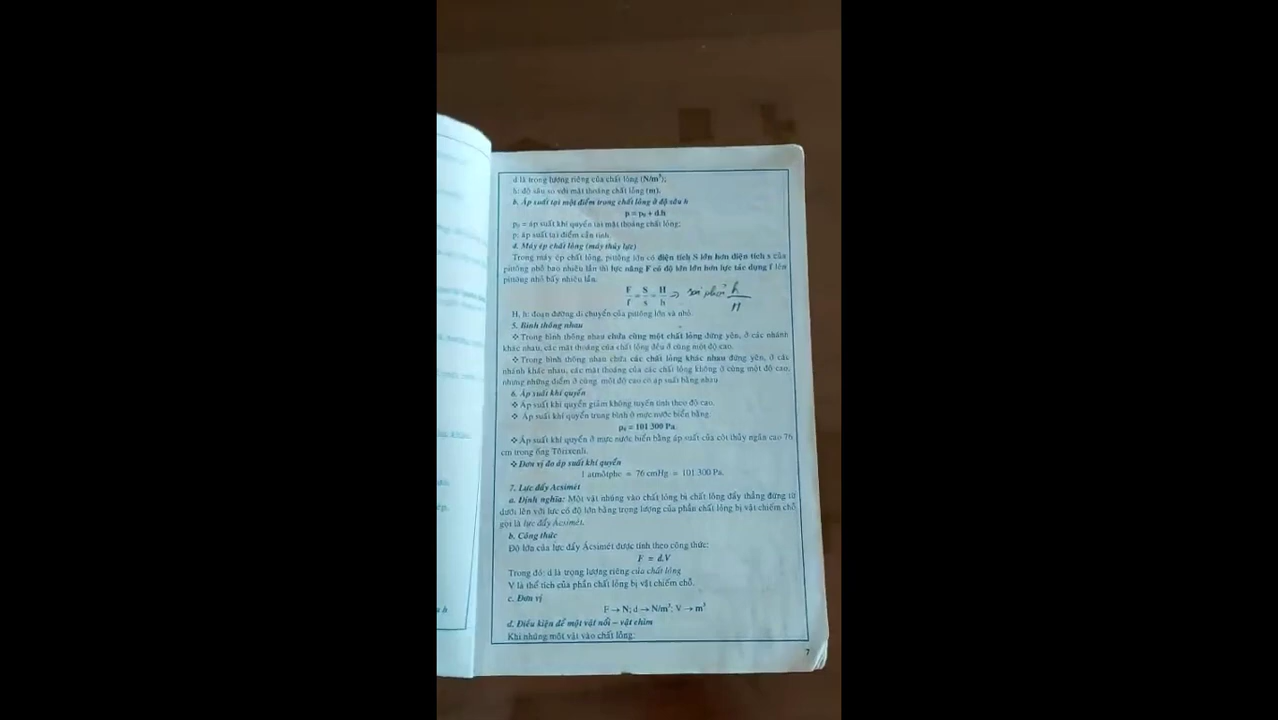 d là trọng lượng riêng của chất lỏng (N/m³);
h: độ sâu so với mặt thoáng chất lỏng (m).
b. Áp suất tại một điểm trong chất lỏng ở độ sâu h
p = p₀ + d.h
p₀ = áp suất khí quyển tại mặt thoáng chất lỏng;
p: áp suất tại điểm cần tính
d. Máy ép chất lỏng (máy thủy lực)
Trong máy ép chất lỏng, pittông lớn có diện tích S lớn hơn diện tích s của
pittông nhỏ bao nhiêu lần thì lực nâng F có độ lớn lớn hơn lực tác dụng f lên
pittông nhỏ bấy nhiêu lần.
F/f = S/s = H/h => h/H
H, h: đoạn đường di chuyển của pittông lớn và nhỏ.
5. Bình thông nhau
❖ Trong bình thông nhau chứa cùng một chất lỏng đứng yên, ở các nhánh
khác nhau, các mặt thoáng của chất lỏng đều ở cùng một độ cao.
❖ Trong bình thông nhau chứa các chất lỏng khác nhau đứng yên, ở các
nhánh khác nhau, các mặt thoáng của các chất lỏng không ở cùng một độ cao,
nhưng những điểm ở cùng một độ cao có áp suất bằng nhau
6. Áp suất khí quyển
❖ Áp suất khí quyển giảm không tuyến tính theo độ cao.
❖ Áp suất khí quyển trung bình ở mực nước biển bằng
p₀ = 101 300 Pa.
❖ Áp suất khí quyển ở mực nước biển bằng áp suất của cột thủy ngân cao 76
cm trong ống Tôrixenli.
❖ Đơn vị đo áp suất khí quyển
1 atmôtphe = 76 cmHg = 101 300 Pa.
7. Lực đẩy Acsimét
a. Định nghĩa: Một vật nhúng vào chất lỏng bị chất lỏng đẩy thẳng đứng từ
dưới lên với lực có độ lớn bằng trọng lượng của phần chất lỏng bị vật chiếm chỗ
gọi là lực đẩy Ácsimét.
b. Công thức
Độ lớn của lực đẩy Ácsimét được tính theo công thức:
F = d.V
Trong đó: d là trọng lượng riêng của chất lỏng
V là thể tích của phần chất lỏng bị vật chiếm chỗ.
c. Đơn vị
F → N; d → N/m³; V → m³
d. Điều kiện để một vật nổi – vật chìm
Khi nhúng một vật vào chất lỏng:
7